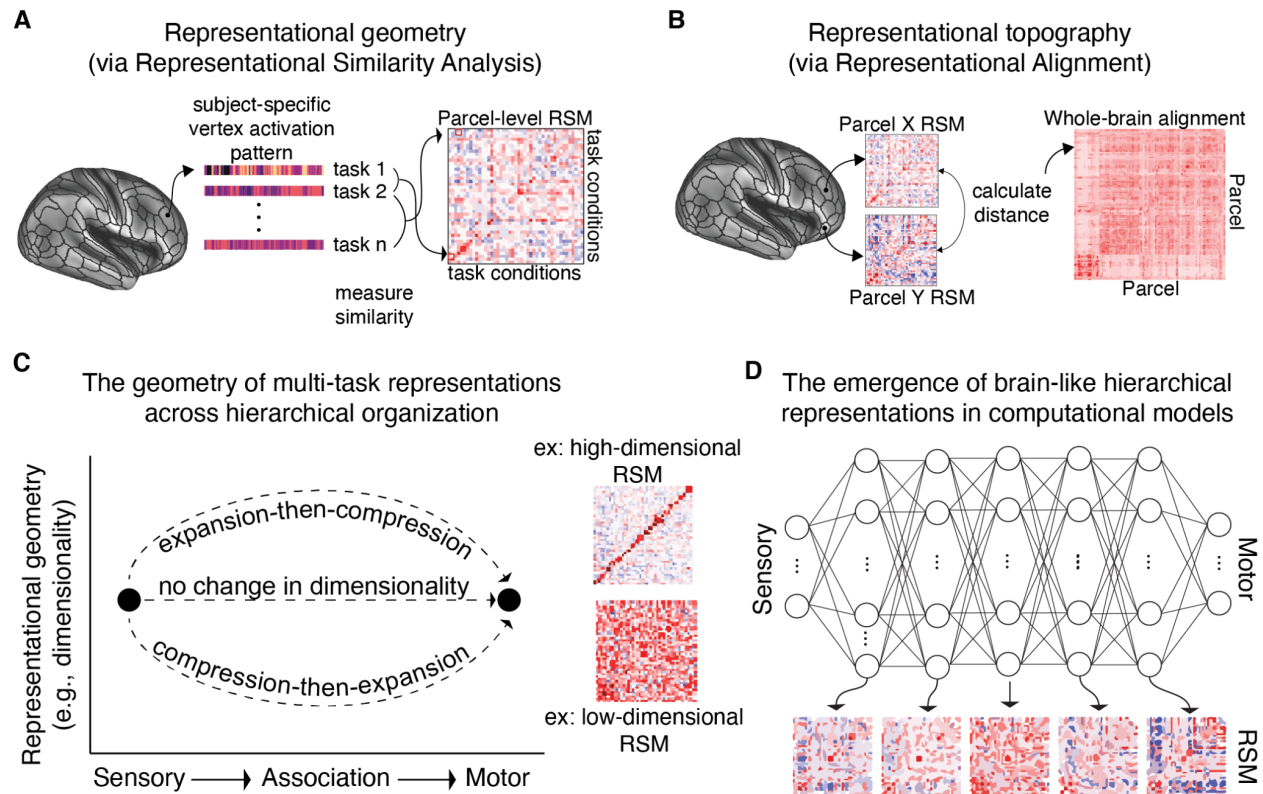 A
Representational geometry
(via Representational Similarity Analysis)
subject-specific
vertex activation
pattern
task 1
task 2
task n
measure
similarity
Parcel-level RSM
task conditions
task conditions
B
Representational topography
(via Representational Alignment)
Parcel X RSM
Parcel Y RSM
calculate
distance
Whole-brain alignment
Parcel
Parcel
C
The geometry of multi-task representations
across hierarchical organization
Representational geometry
(e.g., dimensionality)
expansion-then-compression
no change in dimensionality
compression-then-expansion
Sensory
Association
Motor
ex: high-dimensional
RSM
ex: low-dimensional
RSM
D
The emergence of brain-like hierarchical
representations in computational models
Sensory
Motor
RSM